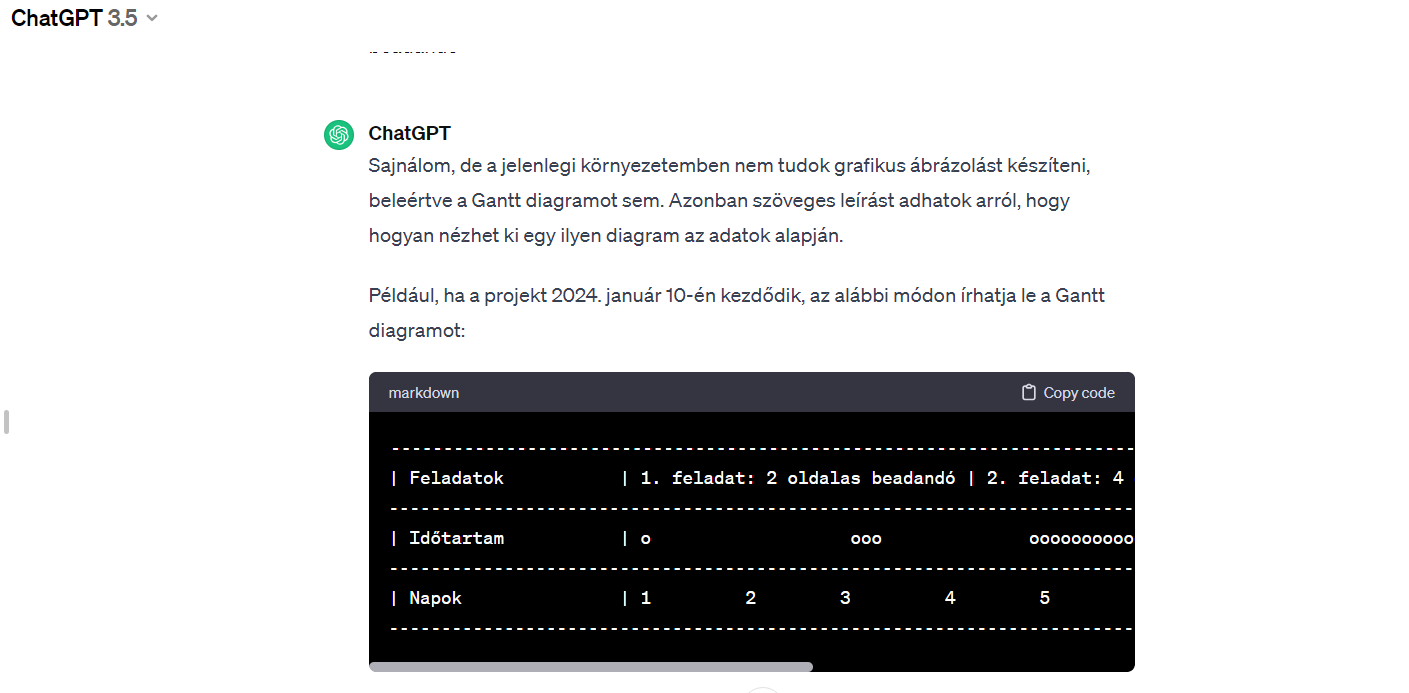 ChatGPT 3.5
ChatGPT
Sajnálom, de a jelenlegi környezetemben nem tudok grafikus ábrázolást készíteni,
beleértve a Gantt diagramot sem. Azonban szöveges leírást adhatok arról, hogy
hogyan nézhet ki egy ilyen diagram az adatok alapján.
Például, ha a projekt 2024. január 10-én kezdődik, az alábbi módon írhatja le a Gantt
diagramot:
markdown Copy code
-----------------------------------------------------------------------
| Feladatok | 1. feladat: 2 oldalas beadandó | 2. feladat: 4
-----------------------------------------------------------------------
| Időtartam | o ooo oooooooooo
-----------------------------------------------------------------------
| Napok | 1 2 3 4 5
-----------------------------------------------------------------------